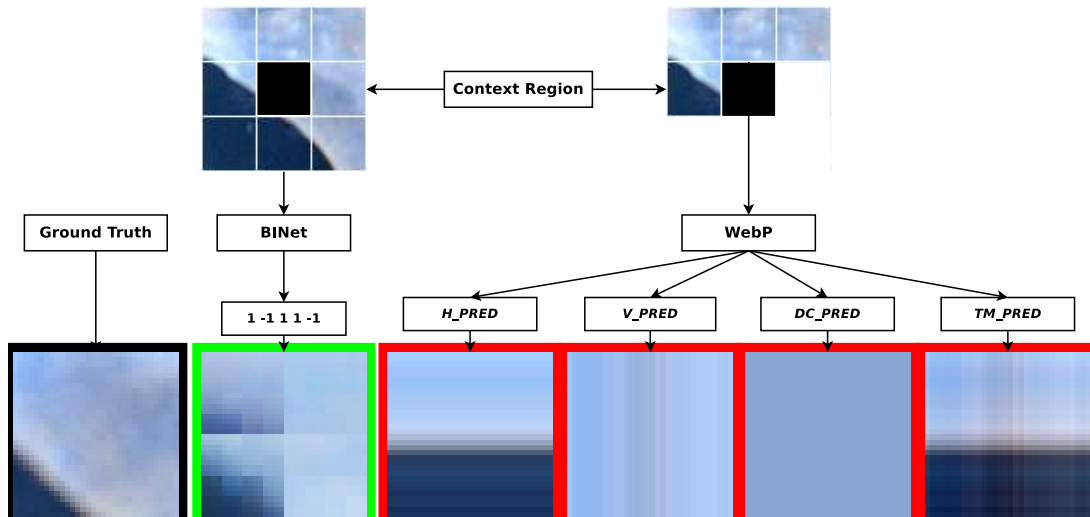 Context Region
Ground Truth
BINet
WebP
1 -1 1 1 -1
H_PRED
V_PRED
DC_PRED
TM_PRED